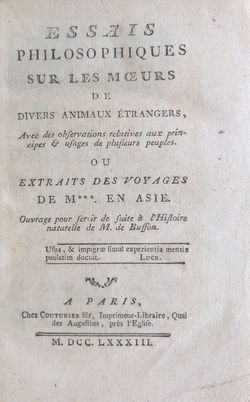 ESSAIS
PHILOSOPHIQUES
SUR LES MŒURS
DE
DIVERS ANIMAUX ÉTRANGERS,
Avec des observations relatives aux prin-
cipes & usages de plusieurs peuples.
OU
EXTRAITS DES VOYAGES
DE M***. EN ASIE.
Ouvrage pour servir de suite à l'Histoire
naturelle de M. de Buffon.
Usus, & impigræ simul experientia mentis
paulatim docuit. LUCR.
A PARIS,
Chez COUTURIER fils, Imprimeur-Libraire, Quai
des Augustins, près l'Eglise.
M. DCC. LXXXIII.